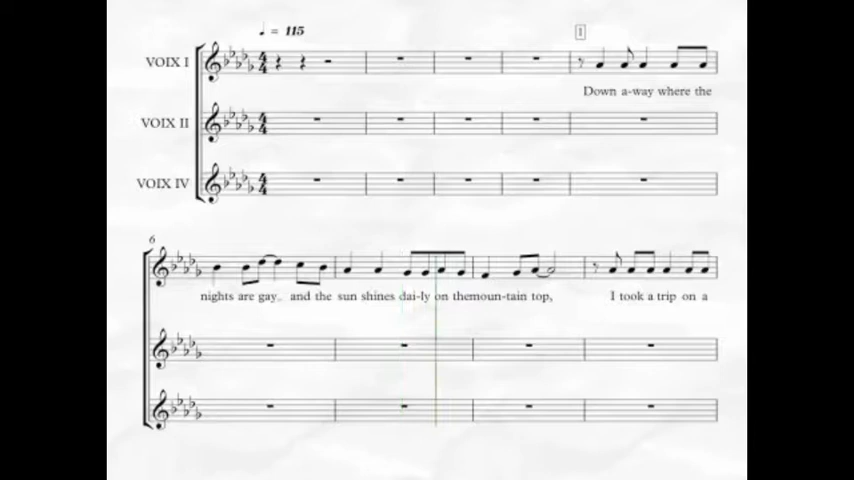 ♩ = 115
1
VOIX I
Down a-way where the
VOIX II
VOIX IV
6
nights are gay_ and the sun shines dai-ly on themoun-tain top, I took a trip on a